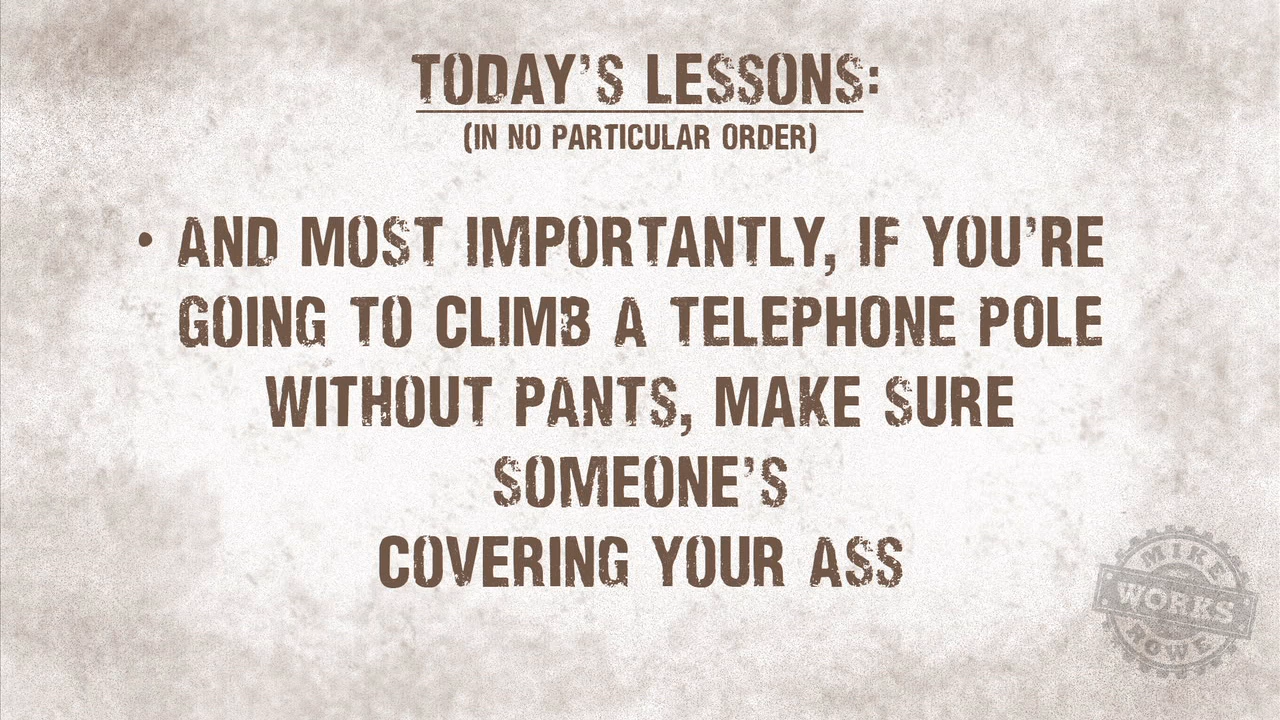 TODAY'S LESSONS:
(IN NO PARTICULAR ORDER)
• AND MOST IMPORTANTLY, IF YOU'RE
GOING TO CLIMB A TELEPHONE POLE
WITHOUT PANTS, MAKE SURE
SOMEONE'S
COVERING YOUR ASS
MIKE
WORKS
ROWE